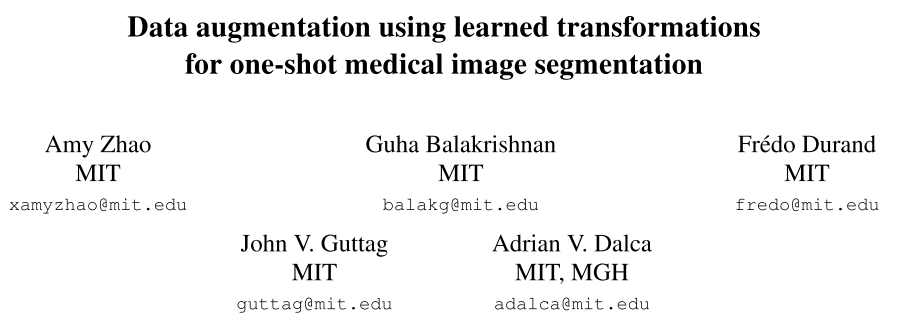 Data augmentation using learned transformations
for one-shot medical image segmentation
Amy Zhao
MIT
xamyzhao@mit.edu
Guha Balakrishnan
MIT
balakg@mit.edu
Frédo Durand
MIT
fredo@mit.edu
John V. Guttag
MIT
guttag@mit.edu
Adrian V. Dalca
MIT, MGH
adalca@mit.edu